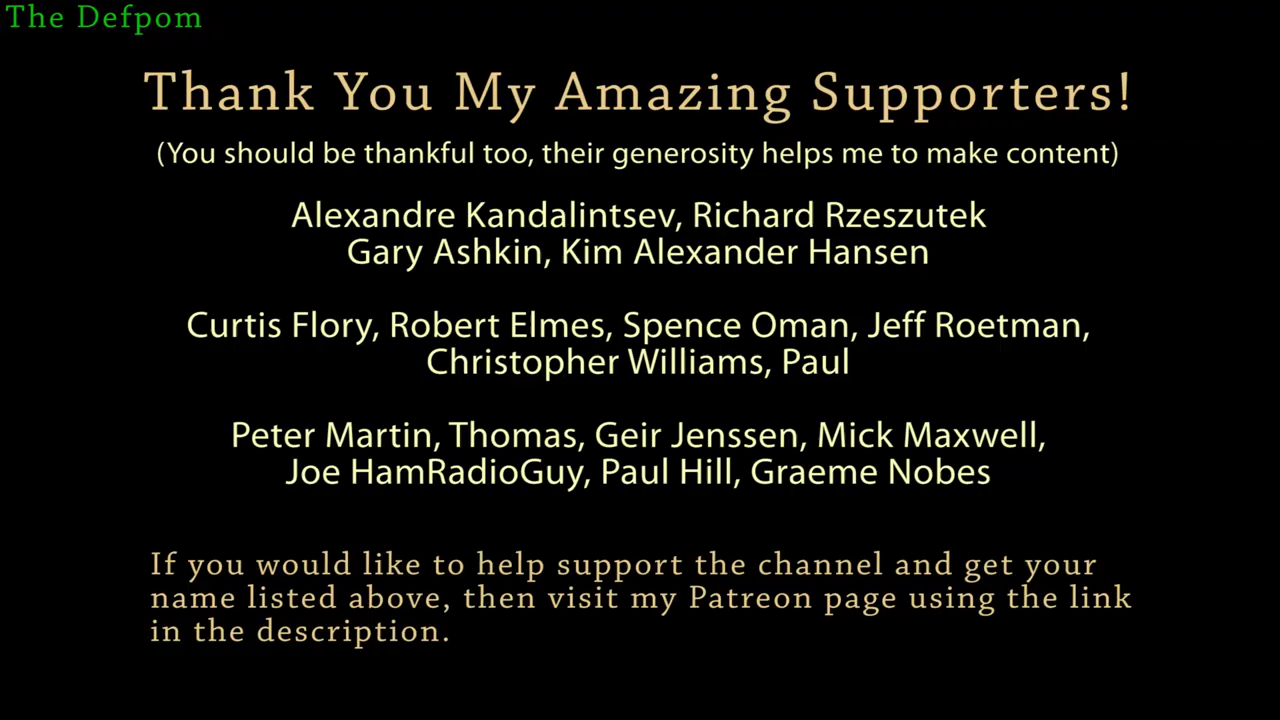 The Defpom
Thank You My Amazing Supporters!
(You should be thankful too, their generosity helps me to make content)
Alexandre Kandalintsev, Richard Rzeszutek
Gary Ashkin, Kim Alexander Hansen
Curtis Flory, Robert Elmes, Spence Oman, Jeff Roetman,
Christopher Williams, Paul
Peter Martin, Thomas, Geir Jenssen, Mick Maxwell,
Joe HamRadioGuy, Paul Hill, Graeme Nobes
If you would like to help support the channel and get your
name listed above, then visit my Patreon page using the link
in the description.